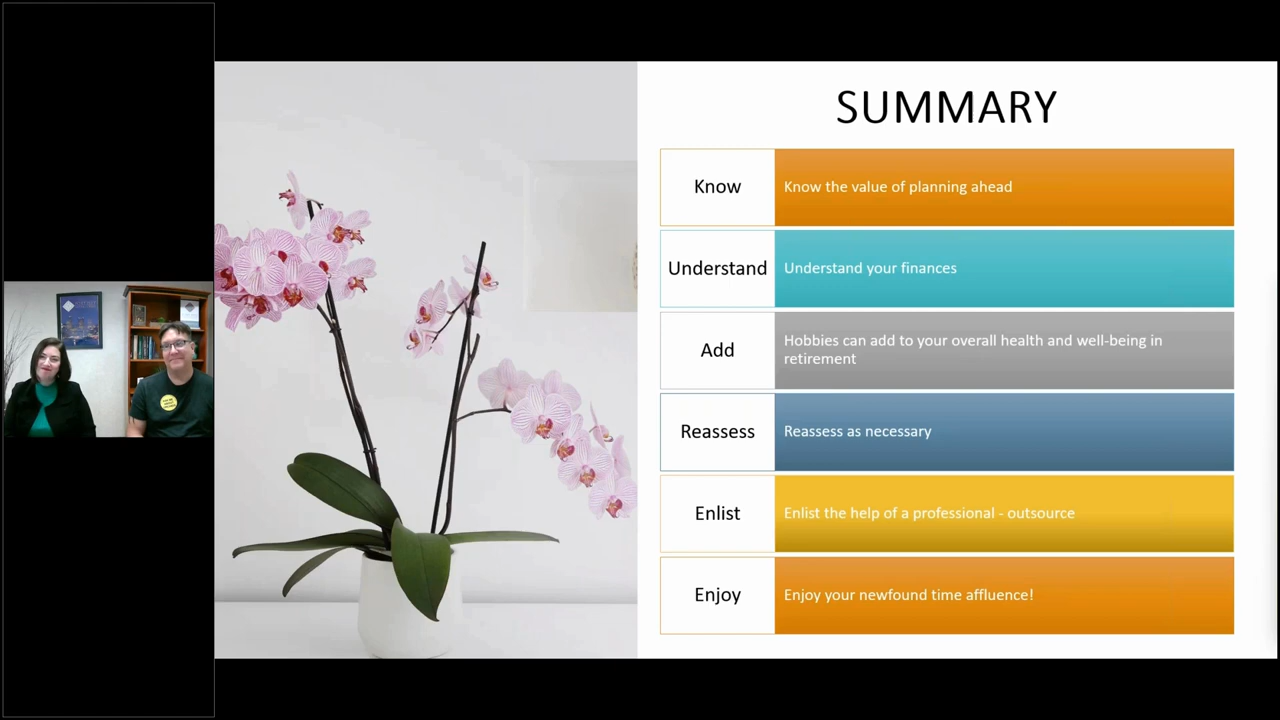 SUMMARY
Know
Know the value of planning ahead
Understand
Understand your finances
Add
Hobbies can add to your overall health and well-being in
retirement
Reassess
Reassess as necessary
Enlist
Enlist the help of a professional - outsource
Enjoy
Enjoy your newfound time affluence!